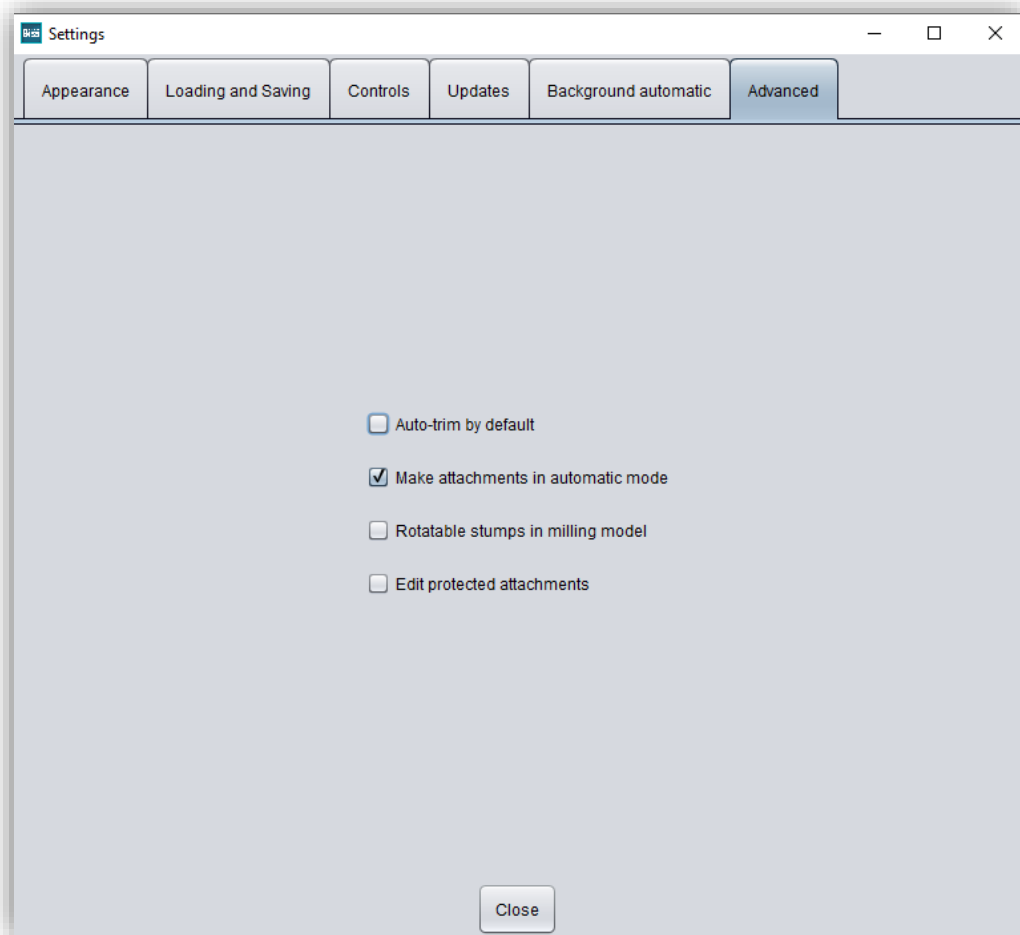 Settings
Appearance
Loading and Saving
Controls
Updates
Background automatic
Advanced
Auto-trim by default
Make attachments in automatic mode
Rotatable stumps in milling model
Edit protected attachments
Close